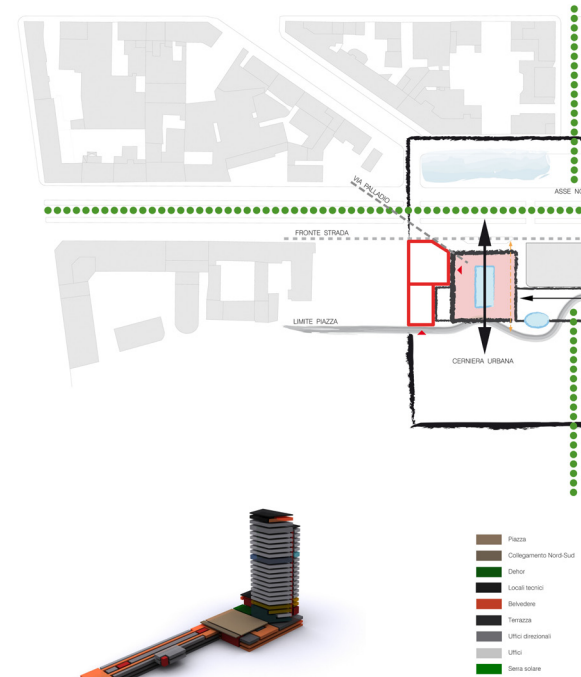 VIA PALLADIO
ASSE NO
FRONTE STRADA
LIMITE PIAZZA
CERNIERA URBANA
Piazza
Collegamento Nord-Sud
Dehor
Locali tecnici
Belvedere
Terrazza
Uffici direzionali
Uffici
Serra solare